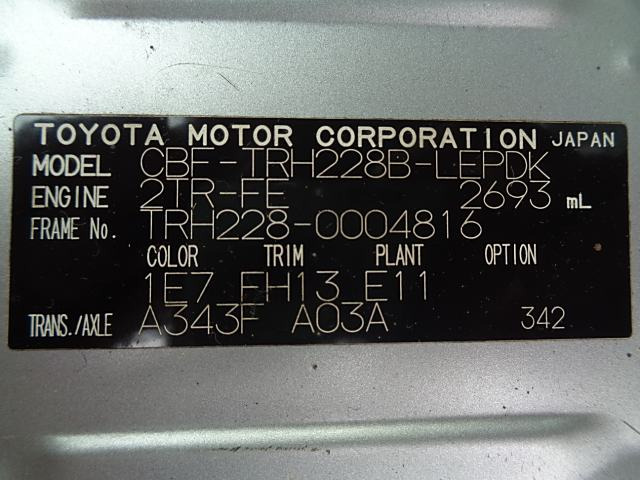 TOYOTA MOTOR CORPORATION JAPAN
MODEL CBF-TRH228B-LEPDK
ENGINE 2TR-FE 2693 mL
FRAME No. TRH228-0004816
COLOR TRIM PLANT OPTION
1E7 FH13 E11
TRANS./AXLE A343F A03A 342